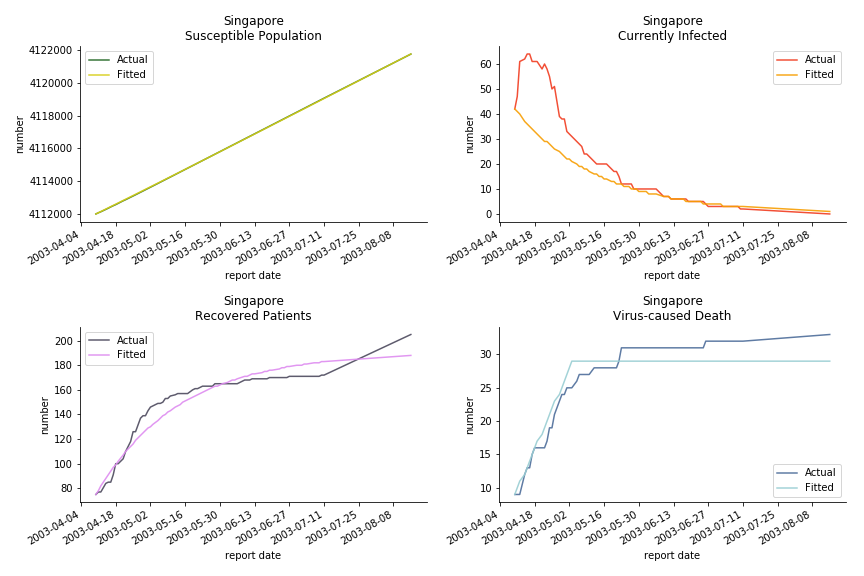 Singapore
Susceptible Population
4122000
4120000
4118000
4116000
4114000
4112000
number
Actual
Fitted
2003-04-04
2003-04-18
2003-05-02
2003-05-16
2003-05-30
2003-06-13
2003-06-27
2003-07-11
2003-07-25
2003-08-08
report date
Singapore
Currently Infected
60
50
40
30
20
10
0
number
Actual
Fitted
2003-04-04
2003-04-18
2003-05-02
2003-05-16
2003-05-30
2003-06-13
2003-06-27
2003-07-11
2003-07-25
2003-08-08
report date
Singapore
Recovered Patients
200
180
160
140
120
100
80
number
Actual
Fitted
2003-04-04
2003-04-18
2003-05-02
2003-05-16
2003-05-30
2003-06-13
2003-06-27
2003-07-11
2003-07-25
2003-08-08
report date
Singapore
Virus-caused Death
30
25
20
15
10
number
Actual
Fitted
2003-04-04
2003-04-18
2003-05-02
2003-05-16
2003-05-30
2003-06-13
2003-06-27
2003-07-11
2003-07-25
2003-08-08
report date